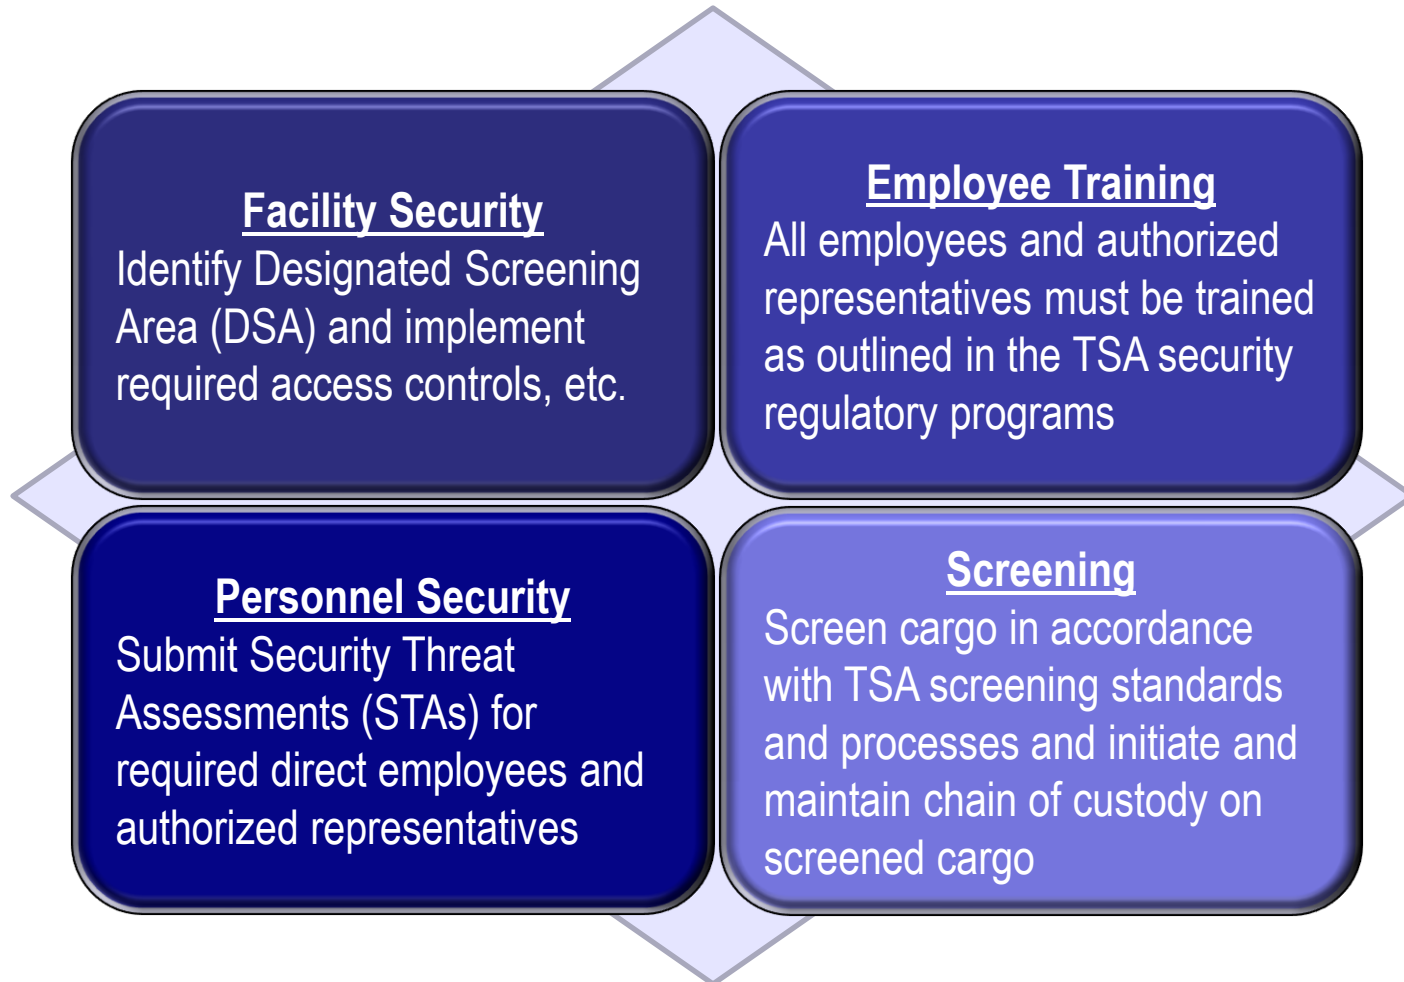 Facility Security
Identify Designated Screening
Area (DSA) and implement
required access controls, etc.
Employee Training
All employees and authorized
representatives must be trained
as outlined in the TSA security
regulatory programs
Personnel Security
Submit Security Threat
Assessments (STAs) for
required direct employees and
authorized representatives
Screening
Screen cargo in accordance
with TSA screening standards
and processes and initiate and
maintain chain of custody on
screened cargo